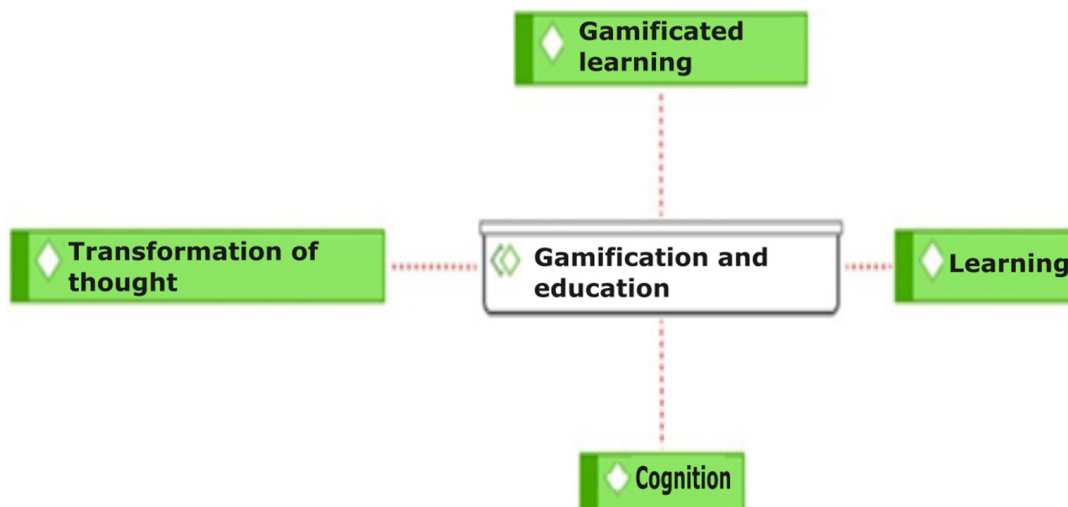 Gamificated
learning
Transformation of
thought
Gamification and
education
Learning
Cognition